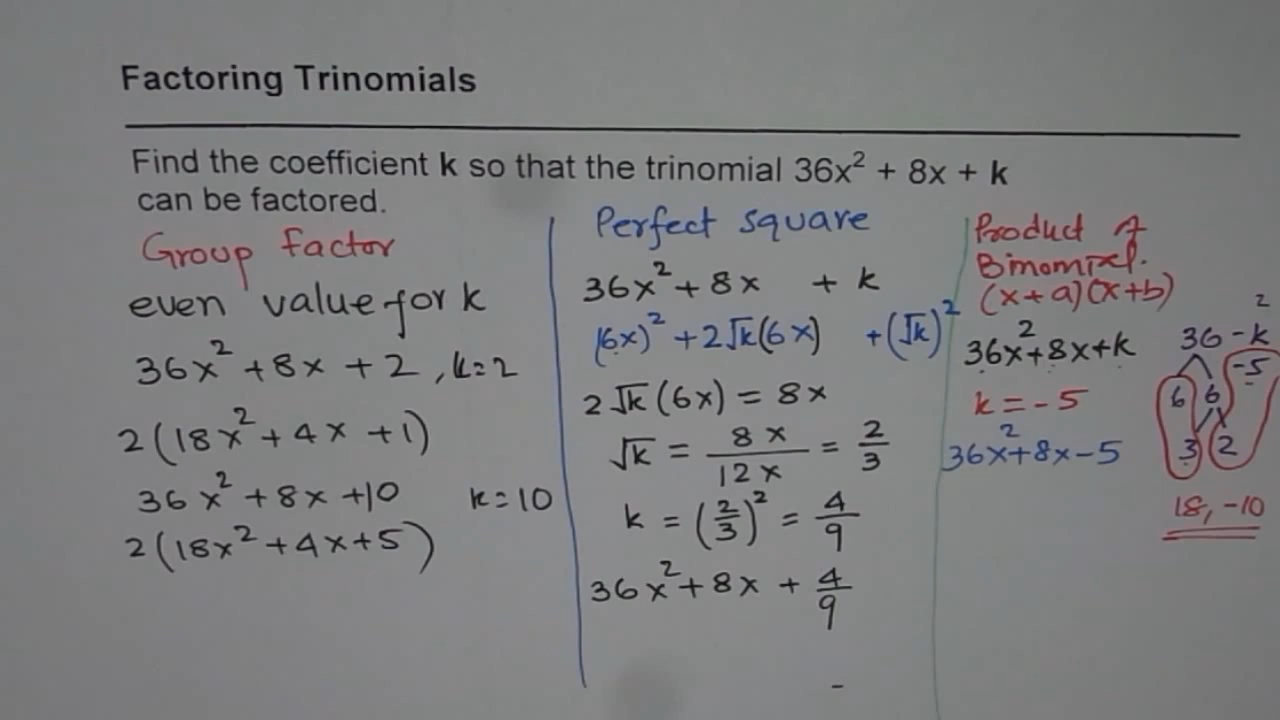 Factoring Trinomials
Find the coefficient k so that the trinomial 36x² + 8x + k
can be factored.
Group factor
even value for k
36x² + 8x + 2 , k=2
2(18x² + 4x + 1)
36x² + 8x + 10 k=10
2(18x² + 4x + 5)
Perfect square
36x² + 8x + k
(6x)² + 2√k(6x) + (√k)²
2√k(6x) = 8x
√k = 8x/12x = 2/3
k = (2/3)² = 4/9
36x² + 8x + 4/9
Product of
Binomial.
(x+a)(x+b)
36x²+8x+k
k = -5
36x²+8x-5
2
36 -k
6 6 -5
3 2
18, -10